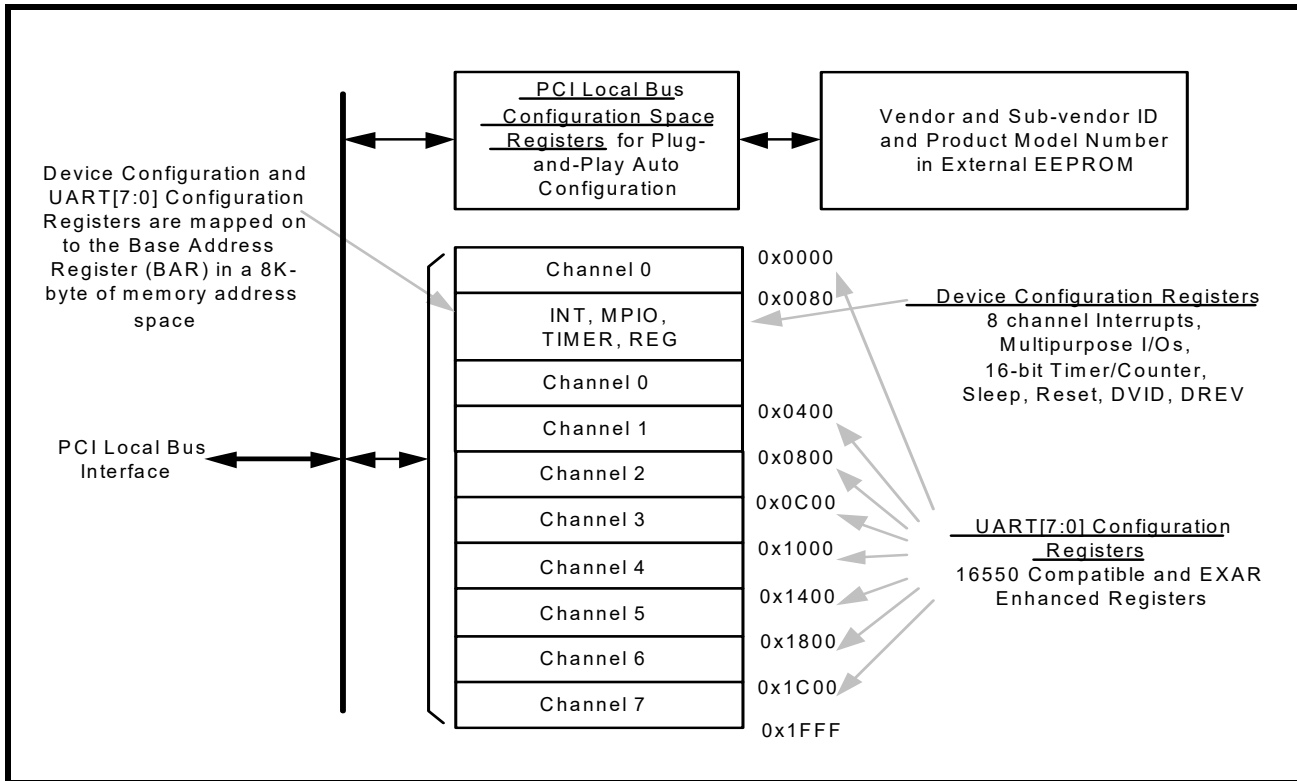 PCI Local Bus
Configuration Space
Registers for Plug-
and-Play Auto
Configuration
Vendor and Sub-vendor ID
and Product Model Number
in External EEPROM
Device Configuration and
UART[7:0] Configuration
Registers are mapped on
to the Base Address
Register (BAR) in a 8K-
byte of memory address
space
PCI Local Bus
Interface
Channel 0
INT, MPIO,
TIMER, REG
Channel 0
Channel 1
Channel 2
Channel 3
Channel 4
Channel 5
Channel 6
Channel 7
0x0000
0x0080
0x0400
0x0800
0x0C00
0x1000
0x1400
0x1800
0x1C00
0x1FFF
Device Configuration Registers
8 channel Interrupts,
Multipurpose I/Os,
16-bit Timer/Counter,
Sleep, Reset, DVID, DREV
UART[7:0] Configuration
Registers
16550 Compatible and EXAR
Enhanced Registers